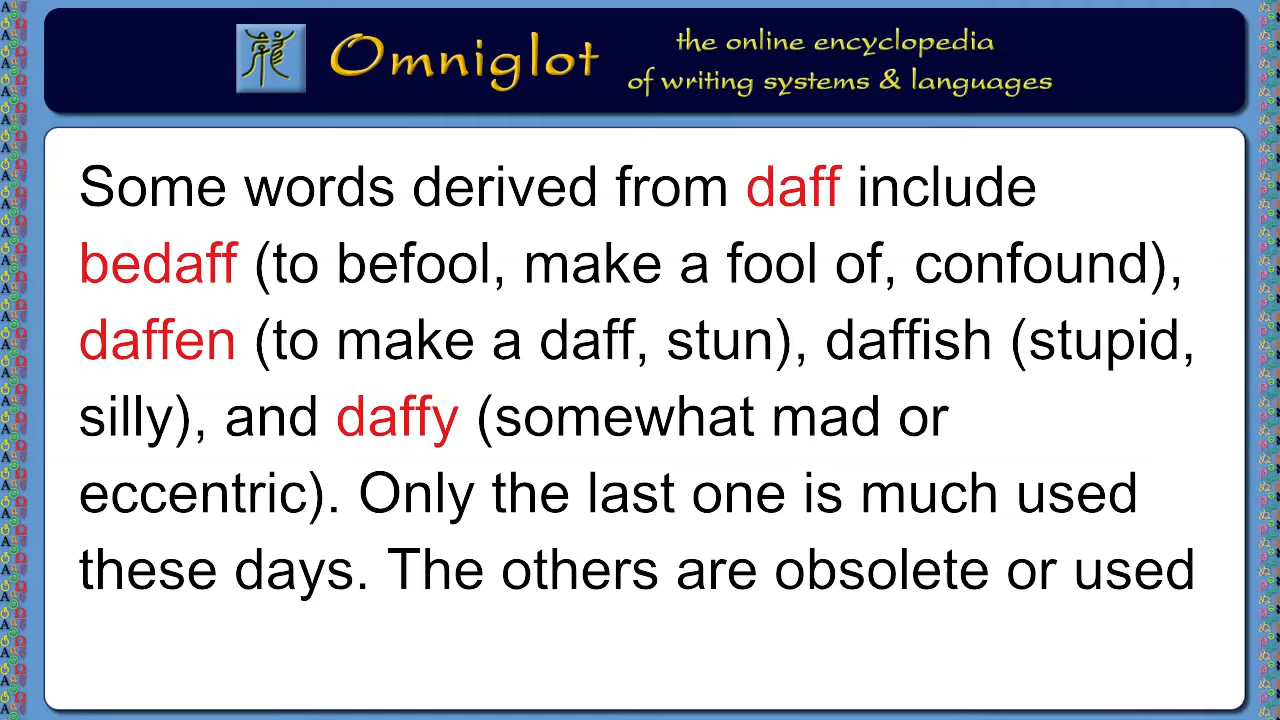 Omniglot
the online encyclopedia
of writing systems & languages
Some words derived from daff include
bedaff (to befool, make a fool of, confound),
daffen (to make a daff, stun), daffish (stupid,
silly), and daffy (somewhat mad or
eccentric). Only the last one is much used
these days. The others are obsolete or used